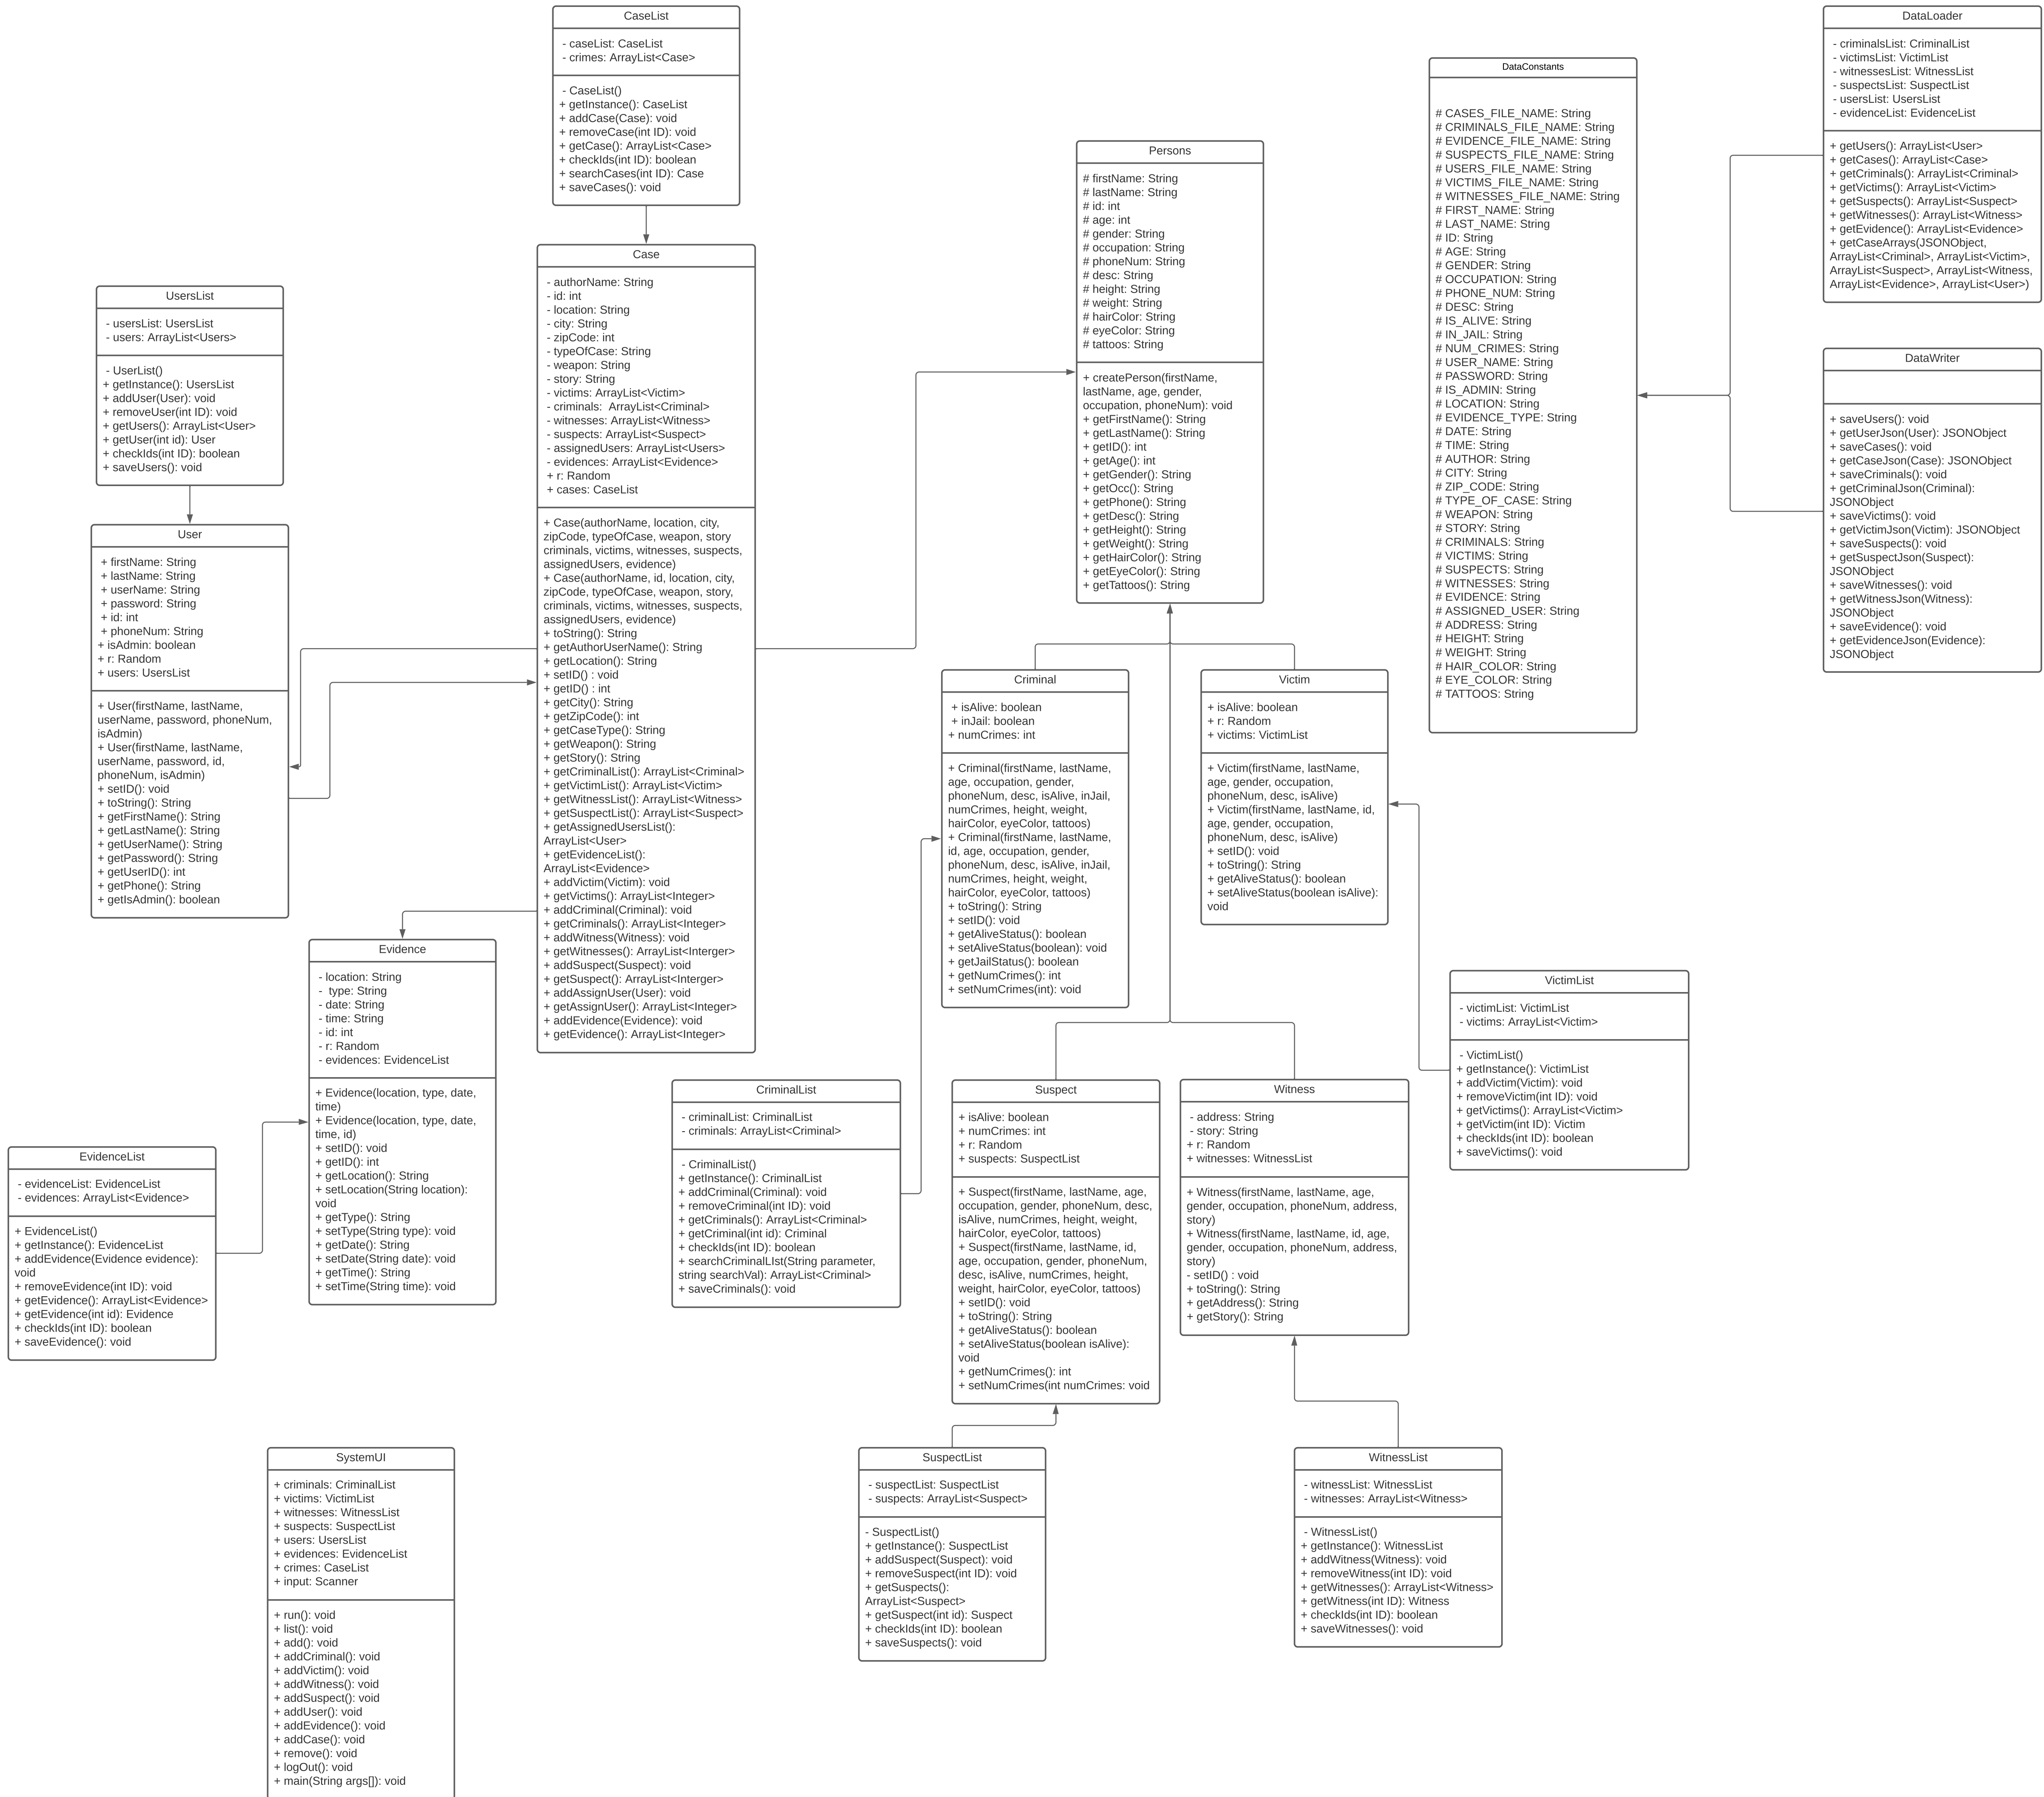 CaseList
- caseList: CaseList
- crimes: ArrayList<Case>
- CaseList()
+ getInstance(): CaseList
+ addCase(Case): void
+ removeCase(int ID): void
+ getCase(): ArrayList<Case>
+ checkIds(int ID): boolean
+ searchCases(int ID): Case
+ saveCases(): void
DataLoader
- criminalsList: CriminalList
- victimsList: VictimList
- witnessesList: WitnessList
- suspectsList: SuspectList
- usersList: UsersList
- evidenceList: EvidenceList
+ getUsers(): ArrayList<User>
+ getCases(): ArrayList<Case>
+ getCriminals(): ArrayList<Criminal>
+ getVictims(): ArrayList<Victim>
+ getSuspects(): ArrayList<Suspect>
+ getWitnesses(): ArrayList<Witness>
+ getEvidence(): ArrayList<Evidence>
+ getCaseArrays(JSONObject,
ArrayList<Criminal>, ArrayList<Victim>,
ArrayList<Suspect>, ArrayList<Witness,
ArrayList<Evidence>, ArrayList<User>)
DataConstants
# CASES_FILE_NAME: String
# CRIMINALS_FILE_NAME: String
# EVIDENCE_FILE_NAME: String
# SUSPECTS_FILE_NAME: String
# USERS_FILE_NAME: String
# VICTIMS_FILE_NAME: String
# WITNESSES_FILE_NAME: String
# FIRST_NAME: String
# LAST_NAME: String
# ID: String
# AGE: String
# GENDER: String
# OCCUPATION: String
# PHONE_NUM: String
# DESC: String
# IS_ALIVE: String
# IN_JAIL: String
# NUM_CRIMES: String
# USER_NAME: String
# PASSWORD: String
# IS_ADMIN: String
# LOCATION: String
# EVIDENCE_TYPE: String
# DATE: String
# TIME: String
# AUTHOR: String
# CITY: String
# ZIP_CODE: String
# TYPE_OF_CASE: String
# WEAPON: String
# STORY: String
# CRIMINALS: String
# VICTIMS: String
# SUSPECTS: String
# WITNESSES: String
# EVIDENCE: String
# ASSIGNED_USER: String
# ADDRESS: String
# HEIGHT: String
# WEIGHT: String
# HAIR_COLOR: String
# EYE_COLOR: String
# TATTOOS: String
Persons
# firstName: String
# lastName: String
# id: int
# age: int
# gender: String
# occupation: String
# phoneNum: String
# desc: String
# height: String
# weight: String
# hairColor: String
# eyeColor: String
# tattoos: String
+ createPerson(firstName,
lastName, age, gender,
occupation, phoneNum): void
+ getFirstName(): String
+ getLastName(): String
+ getID(): int
+ getAge(): int
+ getGender(): String
+ getOcc(): String
+ getPhone(): String
+ getDesc(): String
+ getHeight(): String
+ getWeight(): String
+ getHairColor(): String
+ getEyeColor(): String
+ getTattoos(): String
Case
- authorName: String
- id: int
- location: String
- city: String
- zipCode: int
- typeOfCase: String
- weapon: String
- story: String
- victims: ArrayList<Victim>
- criminals:  ArrayList<Criminal>
- witnesses: ArrayList<Witness>
- suspects: ArrayList<Suspect>
- assignedUsers: ArrayList<Users>
- evidences: ArrayList<Evidence>
+ r: Random
+ cases: CaseList
+ Case(authorName, location, city,
zipCode, typeOfCase, weapon, story
criminals, victims, witnesses, suspects,
assignedUsers, evidence)
+ Case(authorName, id, location, city,
zipCode, typeOfCase, weapon, story,
criminals, victims, witnesses, suspects,
assignedUsers, evidence)
+ toString(): String
+ getAuthorUserName(): String
+ getLocation(): String
+ setID() : void
+ getID() : int
+ getCity(): String
+ getZipCode(): int
+ getCaseType(): String
+ getWeapon(): String
+ getStory(): String
+ getCriminalList(): ArrayList<Criminal>
+ getVictimList(): ArrayList<Victim>
+ getWitnessList(): ArrayList<Witness>
+ getSuspectList(): ArrayList<Suspect>
+ getAssignedUsersList():
ArrayList<User>
+ getEvidenceList():
ArrayList<Evidence>
+ addVictim(Victim): void
+ getVictims(): ArrayList<Integer>
+ addCriminal(Criminal): void
+ getCriminals(): ArrayList<Integer>
+ addWitness(Witness): void
+ getWitnesses(): ArrayList<Interger>
+ addSuspect(Suspect): void
+ getSuspect(): ArrayList<Interger>
+ addAssignUser(User): void
+ getAssignUser(): ArrayList<Integer>
+ addEvidence(Evidence): void
+ getEvidence(): ArrayList<Integer>
UsersList
- usersList: UsersList
- users: ArrayList<Users>
- UserList()
+ getInstance(): UsersList
+ addUser(User): void
+ removeUser(int ID): void
+ getUsers(): ArrayList<User>
+ getUser(int id): User
+ checkIds(int ID): boolean
+ saveUsers(): void
DataWriter
+ saveUsers(): void
+ getUserJson(User): JSONObject
+ saveCases(): void
+ getCaseJson(Case): JSONObject
+ saveCriminals(): void
+ getCriminalJson(Criminal):
JSONObject
+ saveVictims(): void
+ getVictimJson(Victim): JSONObject
+ saveSuspects(): void
+ getSuspectJson(Suspect):
JSONObject
+ saveWitnesses(): void
+ getWitnessJson(Witness):
JSONObject
+ saveEvidence(): void
+ getEvidenceJson(Evidence):
JSONObject
User
+ firstName: String
+ lastName: String
+ userName: String
+ password: String
+ id: int
+ phoneNum: String
+ isAdmin: boolean
+ r: Random
+ users: UsersList
+ User(firstName, lastName,
userName, password, phoneNum,
isAdmin)
+ User(firstName, lastName,
userName, password, id,
phoneNum, isAdmin)
+ setID(): void
+ toString(): String
+ getFirstName(): String
+ getLastName(): String
+ getUserName(): String
+ getPassword(): String
+ getUserID(): int
+ getPhone(): String
+ getIsAdmin(): boolean
Criminal
+ isAlive: boolean
+ inJail: boolean
+ numCrimes: int
+ Criminal(firstName, lastName,
age, occupation, gender,
phoneNum, desc, isAlive, inJail,
numCrimes, height, weight,
hairColor, eyeColor, tattoos)
+ Criminal(firstName, lastName,
id, age, occupation, gender,
phoneNum, desc, isAlive, inJail,
numCrimes, height, weight,
hairColor, eyeColor, tattoos)
+ toString(): String
+ setID(): void
+ getAliveStatus(): boolean
+ setAliveStatus(boolean): void
+ getJailStatus(): boolean
+ getNumCrimes(): int
+ setNumCrimes(int): void
Victim
+ isAlive: boolean
+ r: Random
+ victims: VictimList
+ Victim(firstName, lastName,
age, gender, occupation,
phoneNum, desc, isAlive)
+ Victim(firstName, lastName, id,
age, gender, occupation,
phoneNum, desc, isAlive)
+ setID(): void
+ toString(): String
+ getAliveStatus(): boolean
+ setAliveStatus(boolean isAlive):
void
Evidence
- location: String
-  type: String
- date: String
- time: String
- id: int
- r: Random
- evidences: EvidenceList
+ Evidence(location, type, date,
time)
+ Evidence(location, type, date,
time, id)
+ setID(): void
+ getID(): int
+ getLocation(): String
+ setLocation(String location):
void
+ getType(): String
+ setType(String type): void
+ getDate(): String
+ setDate(String date): void
+ getTime(): String
+ setTime(String time): void
VictimList
- victimList: VictimList
- victims: ArrayList<Victim>
- VictimList()
+ getInstance(): VictimList
+ addVictim(Victim): void
+ removeVictim(int ID): void
+ getVictims(): ArrayList<Victim>
+ getVictim(int ID): Victim
+ checkIds(int ID): boolean
+ saveVictims(): void
CriminalList
- criminalList: CriminalList
- criminals: ArrayList<Criminal>
- CriminalList()
+ getInstance(): CriminalList
+ addCriminal(Criminal): void
+ removeCriminal(int ID): void
+ getCriminals(): ArrayList<Criminal>
+ getCriminal(int id): Criminal
+ checkIds(int ID): boolean
+ searchCriminalLIst(String parameter,
string searchVal): ArrayList<Criminal>
+ saveCriminals(): void
Suspect
+ isAlive: boolean
+ numCrimes: int
+ r: Random
+ suspects: SuspectList
+ Suspect(firstName, lastName, age,
occupation, gender, phoneNum, desc,
isAlive, numCrimes, height, weight,
hairColor, eyeColor, tattoos)
+ Suspect(firstName, lastName, id,
age, occupation, gender, phoneNum,
desc, isAlive, numCrimes, height,
weight, hairColor, eyeColor, tattoos)
+ setID(): void
+ toString(): String
+ getAliveStatus(): boolean
+ setAliveStatus(boolean isAlive):
void
+ getNumCrimes(): int
+ setNumCrimes(int numCrimes: void
Witness
- address: String
- story: String
+ r: Random
+ witnesses: WitnessList
+ Witness(firstName, lastName, age,
gender, occupation, phoneNum, address,
story)
+ Witness(firstName, lastName, id, age,
gender, occupation, phoneNum, address,
story)
- setID() : void
+ toString(): String
+ getAddress(): String
+ getStory(): String
EvidenceList
- evidenceList: EvidenceList
- evidences: ArrayList<Evidence>
+ EvidenceList()
+ getInstance(): EvidenceList
+ addEvidence(Evidence evidence):
void
+ removeEvidence(int ID): void
+ getEvidence(): ArrayList<Evidence>
+ getEvidence(int id): Evidence
+ checkIds(int ID): boolean
+ saveEvidence(): void
SystemUI
+ criminals: CriminalList
+ victims: VictimList
+ witnesses: WitnessList
+ suspects: SuspectList
+ users: UsersList
+ evidences: EvidenceList
+ crimes: CaseList
+ input: Scanner
+ run(): void
+ list(): void
+ add(): void
+ addCriminal(): void
+ addVictim(): void
+ addWitness(): void
+ addSuspect(): void
+ addUser(): void
+ addEvidence(): void
+ addCase(): void
+ remove(): void
+ logOut(): void
+ main(String args[]): void
SuspectList
- suspectList: SuspectList
- suspects: ArrayList<Suspect>
- SuspectList()
+ getInstance(): SuspectList
+ addSuspect(Suspect): void
+ removeSuspect(int ID): void
+ getSuspects():
ArrayList<Suspect>
+ getSuspect(int id): Suspect
+ checkIds(int ID): boolean
+ saveSuspects(): void
WitnessList
- witnessList: WitnessList
- witnesses: ArrayList<Witness>
- WitnessList()
+ getInstance(): WitnessList
+ addWitness(Witness): void
+ removeWitness(int ID): void
+ getWitnesses(): ArrayList<Witness>
+ getWitness(int ID): Witness
+ checkIds(int ID): boolean
+ saveWitnesses(): void